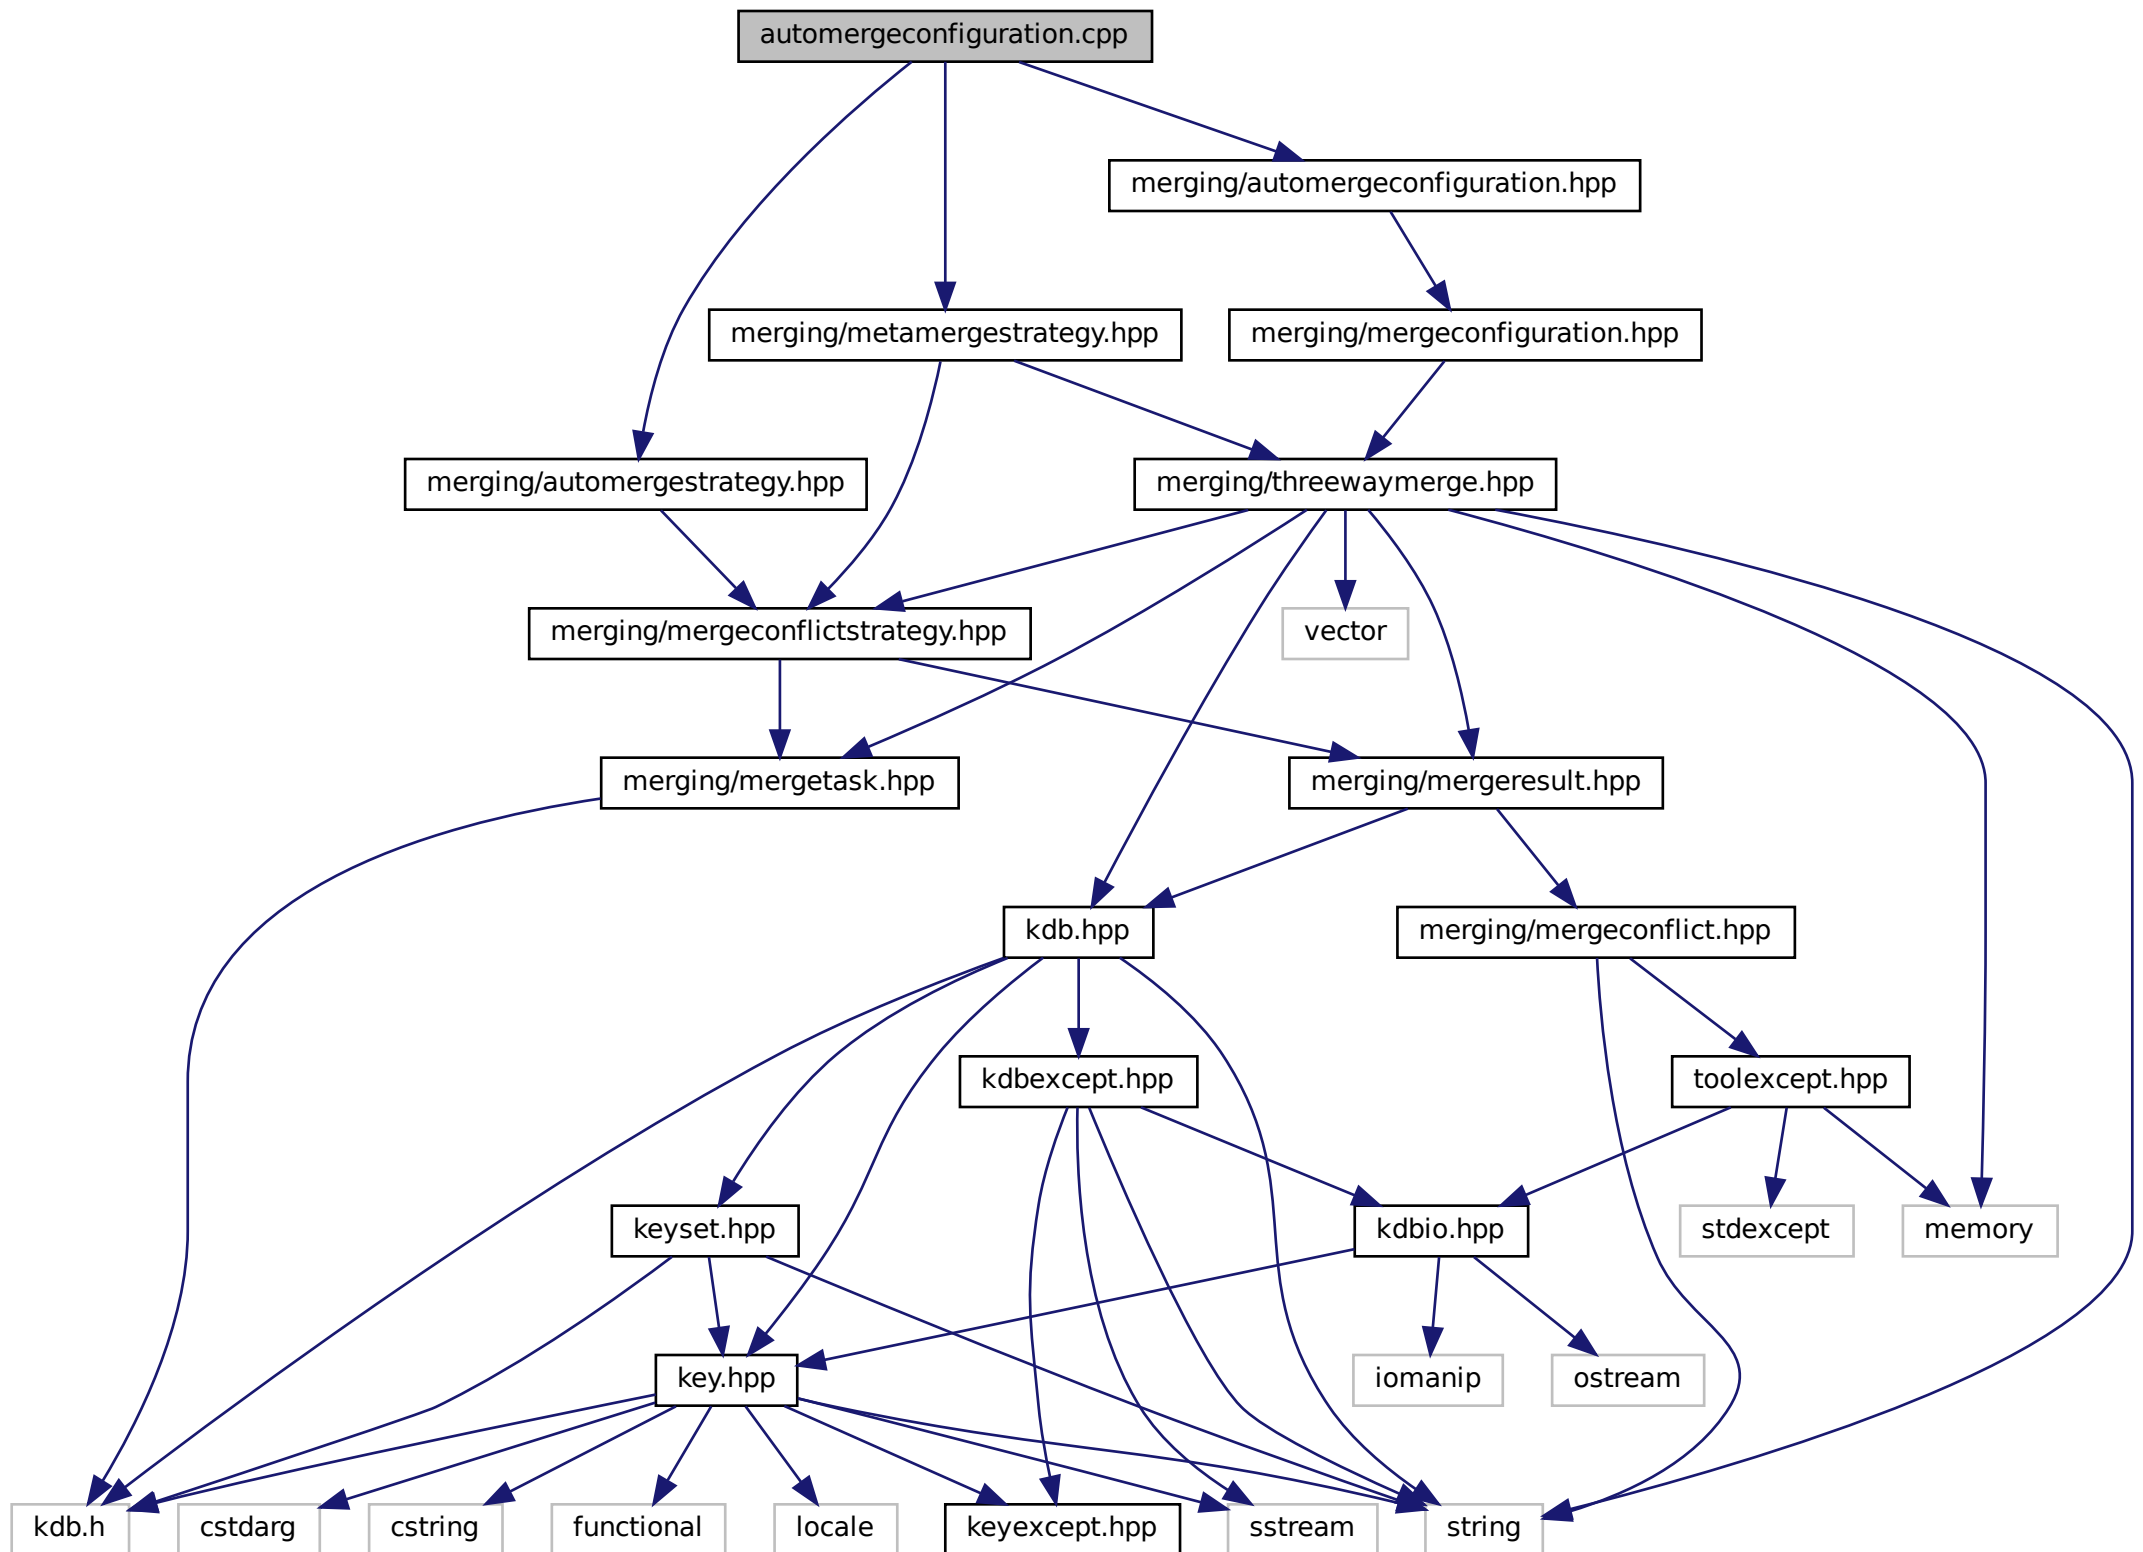 automergeconfiguration.cpp
merging/automergeconfiguration.hpp
merging/metamergestrategy.hpp
merging/mergeconfiguration.hpp
merging/automergestrategy.hpp
merging/threewaymerge.hpp
merging/mergeconflictstrategy.hpp
vector
merging/mergetask.hpp
merging/mergeresult.hpp
kdb.hpp
merging/mergeconflict.hpp
kdbexcept.hpp
toolexcept.hpp
keyset.hpp
kdbio.hpp
stdexcept
memory
key.hpp
iomanip
ostream
kdb.h
cstdarg
cstring
functional
locale
keyexcept.hpp
sstream
string